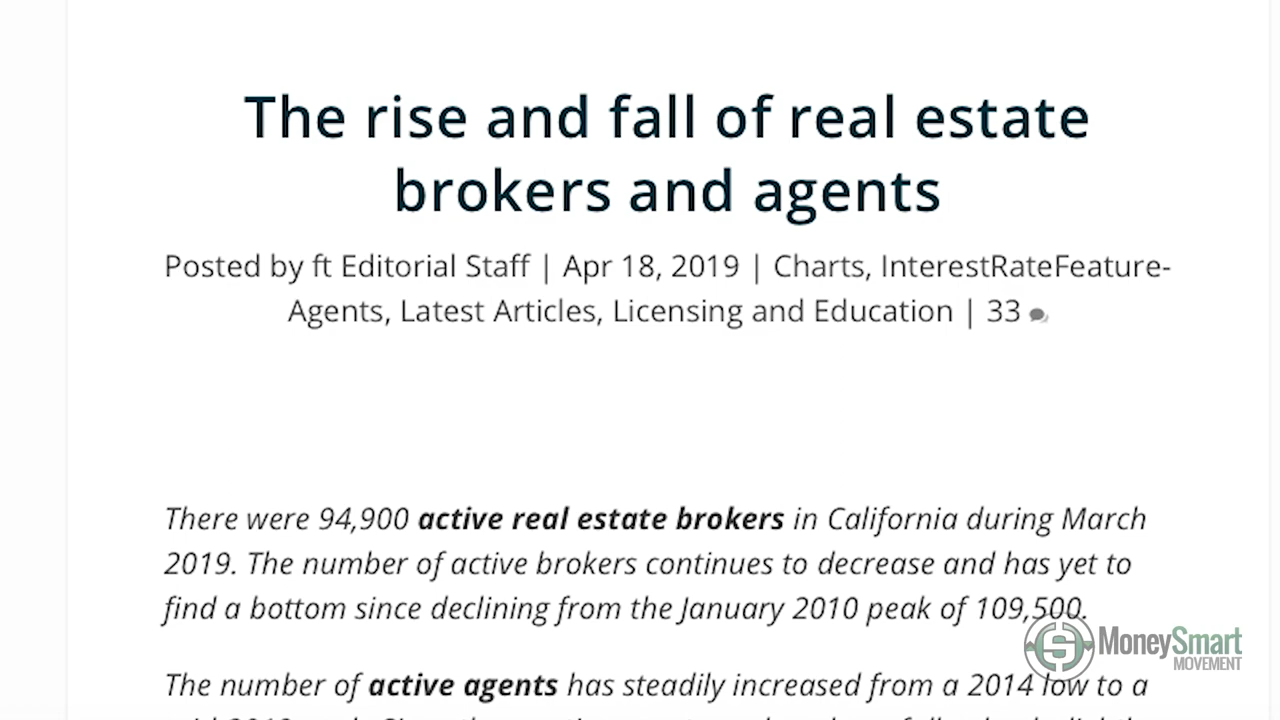 The rise and fall of real estate
brokers and agents
Posted by ft Editorial Staff | Apr 18, 2019 | Charts, InterestRateFeature-
Agents, Latest Articles, Licensing and Education | 33
There were 94,900 active real estate brokers in California during March
2019. The number of active brokers continues to decrease and has yet to
find a bottom since declining from the January 2010 peak of 109,500.
MoneySmart
MOVEMENT
The number of active agents has steadily increased from a 2014 low to a